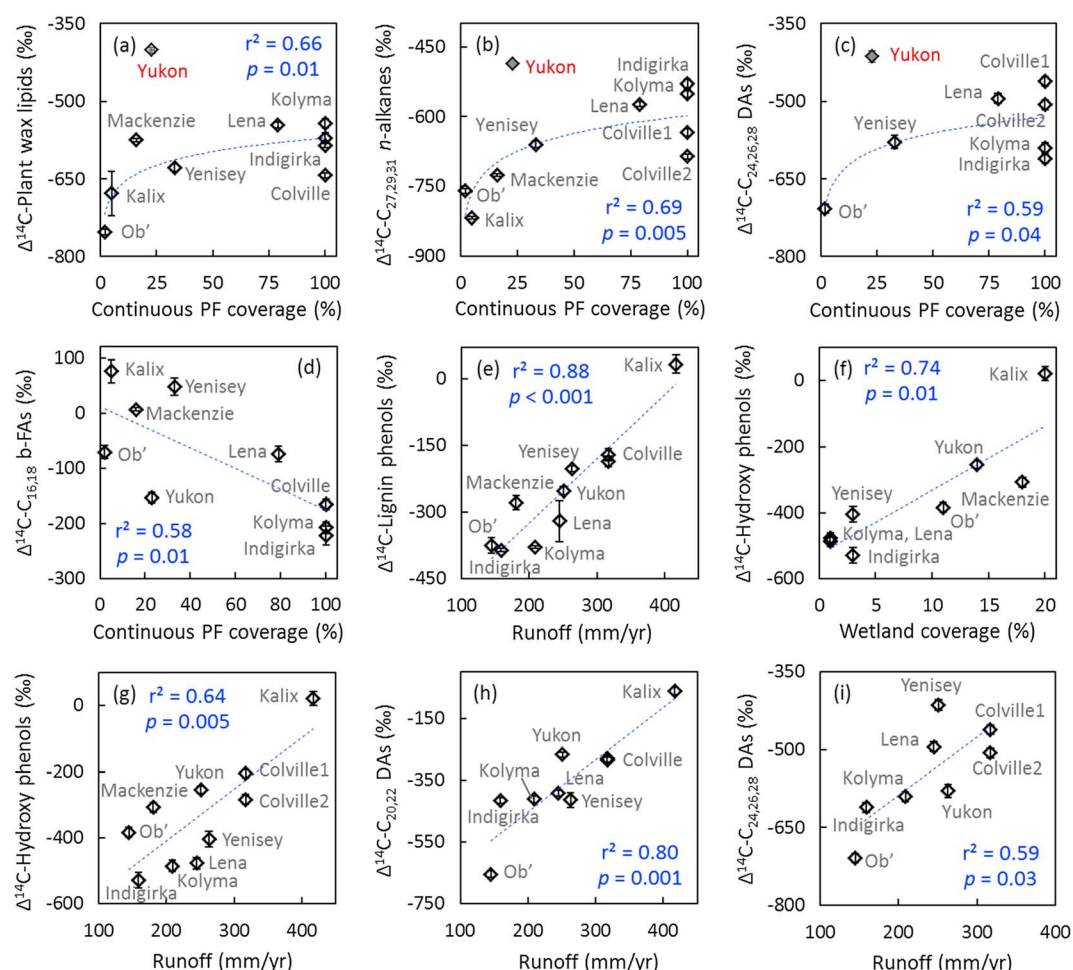 (a)
r² = 0.66
p = 0.01
Yukon
Mackenzie
Lena
Kolyma
Indigirka
Yenisey
Colville
Kalix
Ob’
-350
-500
-650
-800
0 25 50 75 100
Δ¹⁴C-Plant wax lipids (‰)
Continuous PF coverage (%)
(b)
Yukon
Indigirka
Kolyma
Lena
Yenisey
Colville1
Mackenzie
Colville2
Ob’
Kalix
r² = 0.69
p = 0.005
-450
-600
-750
-900
0 25 50 75 100
Δ¹⁴C-C₂₇,₂₉,₃₁ n-alkanes (‰)
Continuous PF coverage (%)
(c)
Yukon
Colville1
Lena
Colville2
Yenisey
Kolyma
Indigirka
Ob’
r² = 0.59
p = 0.04
-350
-500
-650
-800
0 25 50 75 100
Δ¹⁴C-C₂₄,₂₆,₂₈ DAs (‰)
Continuous PF coverage (%)
(d)
Kalix
Yenisey
Mackenzie
Ob’
Lena
Yukon
Colville
Kolyma
Indigirka
r² = 0.58
p = 0.01
100
0
-100
-200
-300
0 20 40 60 80 100
Δ¹⁴C-C₁₆,₁₈ b-FAs (‰)
Continuous PF coverage (%)
(e)
r² = 0.88
p < 0.001
Kalix
Yenisey
Colville
Mackenzie
Yukon
Ob’
Lena
Indigirka
Kolyma
0
-150
-300
-450
100 200 300 400
Δ¹⁴C-Lignin phenols (‰)
Runoff (mm/yr)
(f)
r² = 0.74
p = 0.01
Kalix
Yukon
Mackenzie
Yenisey
Ob’
Kolyma, Lena
Indigirka
0
-200
-400
-600
0 5 10 15 20
Δ¹⁴C-Hydroxy phenols (‰)
Wetland coverage (%)
(g)
r² = 0.64
p = 0.005
Kalix
Yukon
Colville1
Mackenzie
Colville2
Ob’
Yenisey
Lena
Kolyma
Indigirka
0
-200
-400
-600
100 200 300 400
Δ¹⁴C-Hydroxy phenols (‰)
Runoff (mm/yr)
(h)
Kalix
Yukon
Kolyma
Lena
Colville
Yenisey
Ob’
r² = 0.80
p = 0.001
-150
-350
-550
-750
100 200 300 400
Δ¹⁴C-C₂₀,₂₂ DAs (‰)
Runoff (mm/yr)
(i)
Yenisey
Colville1
Lena
Colville2
Kolyma
Indigirka
Yukon
Ob’
r² = 0.59
p = 0.03
-350
-500
-650
-800
100 200 300 400
Δ¹⁴C-C₂₄,₂₆,₂₈ DAs (‰)
Runoff (mm/yr)